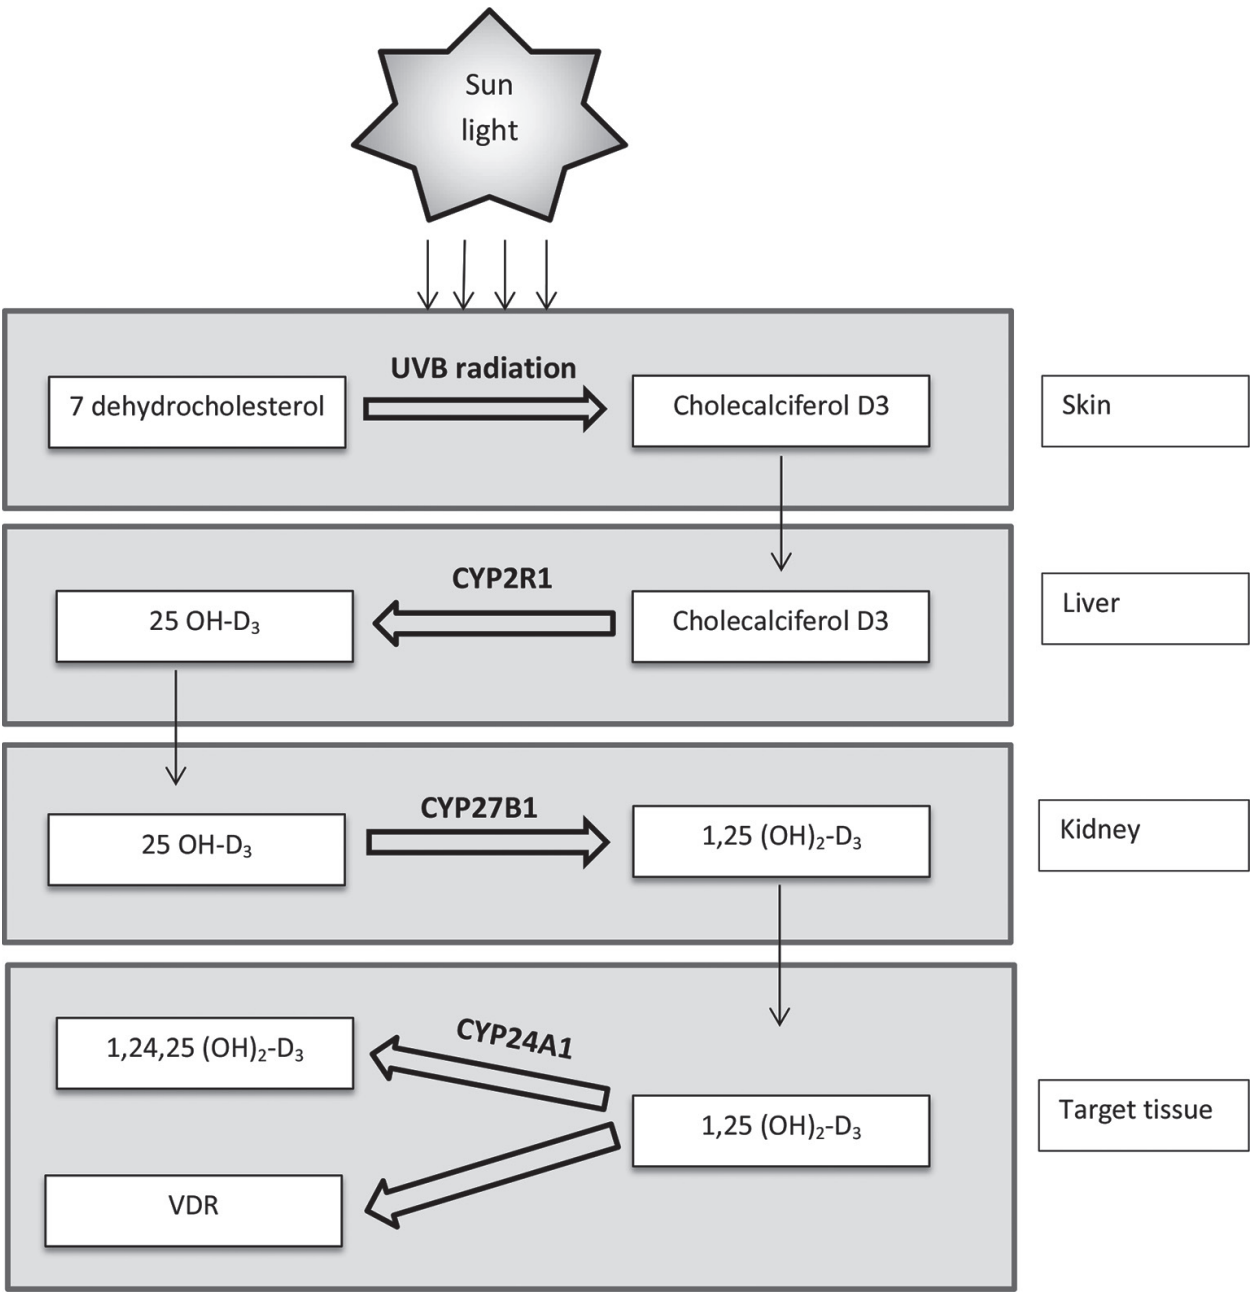 Sun
light
UVB radiation
7 dehydrocholesterol
Cholecalciferol D3
Skin
CYP2R1
25 OH-D₃
Cholecalciferol D3
Liver
CYP27B1
25 OH-D₃
1,25 (OH)₂-D₃
Kidney
CYP24A1
1,24,25 (OH)₂-D₃
1,25 (OH)₂-D₃
Target tissue
VDR